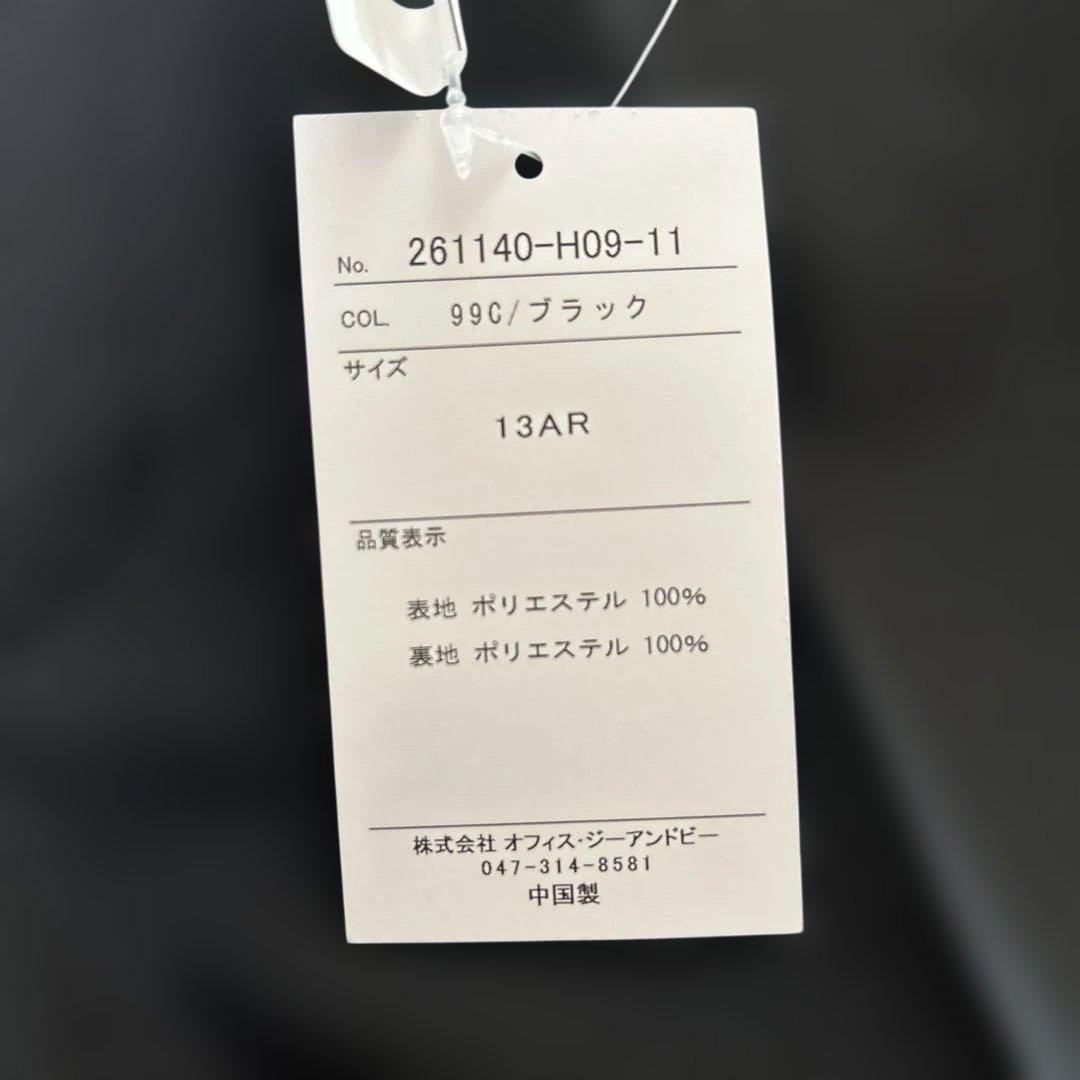 No. 261140-H09-11
COL. 99C/ブラック
サイズ
13AR
品質表示
表地 ポリエステル 100%
裏地 ポリエステル 100%
株式会社 オフィス・ジーアンドビー
047-314-8581
中国製